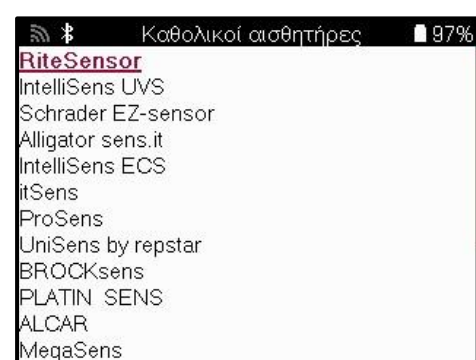 Καθολικοί αισθητήρες 97%
RiteSensor
IntelliSens UVS
Schrader EZ-sensor
Alligator sens.it
IntelliSens ECS
itSens
ProSens
UniSens by repstar
BROCKsens
PLATIN SENS
ALCAR
MegaSens